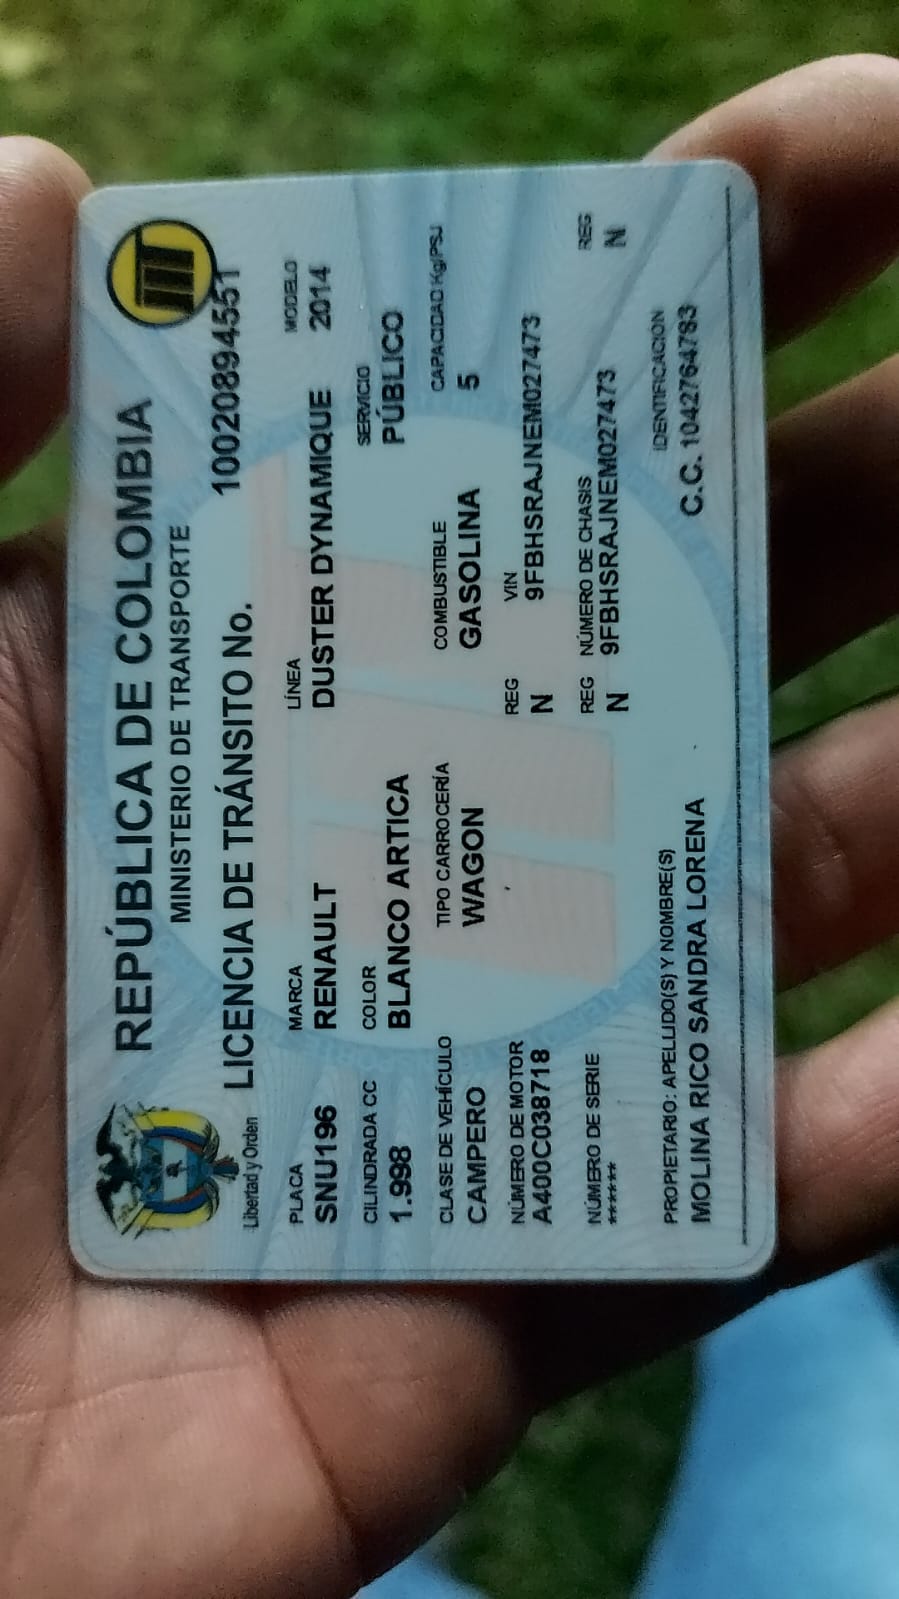 REPÚBLICA DE COLOMBIA
MINISTERIO DE TRANSPORTE
Libertad y Orden
LICENCIA DE TRÁNSITO No. 10020894551
PLACA MARCA LÍNEA MODELO
SNU196 RENAULT DUSTER DYNAMIQUE 2014
CILINDRADA CC COLOR SERVICIO
1.998 BLANCO ARTICA PÚBLICO
CLASE DE VEHÍCULO TIPO CARROCERÍA COMBUSTIBLE CAPACIDAD Kg/PSJ
CAMPERO WAGON GASOLINA 5
NÚMERO DE MOTOR REG VIN
A400C038718 N 9FBHSRAJNEM027473
NÚMERO DE SERIE REG NÚMERO DE CHASIS REG
****** N 9FBHSRAJNEM027473 N
PROPIETARIO: APELLIDO(S) Y NOMBRE(S) IDENTIFICACIÓN
MOLINA RICO SANDRA LORENA C.C. 1042764783